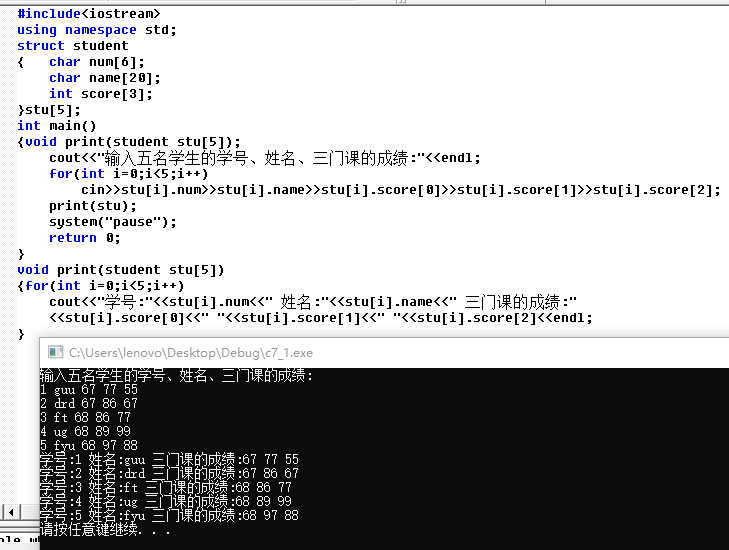 #include<iostream>
using namespace std;
struct student
{   char num[6];
    char name[20];
    int score[3];
}stu[5];
int main()
{void print(student stu[5]);
    cout<<"输入五名学生的学号、姓名、三门课的成绩:"<<endl;
    for(int i=0;i<5;i++)
        cin>>stu[i].num>>stu[i].name>>stu[i].score[0]>>stu[i].score[1]>>stu[i].score[2];
    print(stu);
    system("pause");
    return 0;
}
void print(student stu[5])
{for(int i=0;i<5;i++)
    cout<<"学号:"<<stu[i].num<<" 姓名:"<<stu[i].name<<" 三门课的成绩:"
    <<stu[i].score[0]<<" "<<stu[i].score[1]<<" "<<stu[i].score[2]<<endl;
}
C:\Users\lenovo\Desktop\Debug\c7_1.exe
输入五名学生的学号、姓名、三门课的成绩:
1 guu 67 77 55
2 drd 67 86 67
3 ft 68 86 77
4 ug 68 89 99
5 fyu 68 97 88
学号:1 姓名:guu 三门课的成绩:67 77 55
学号:2 姓名:drd 三门课的成绩:67 86 67
学号:3 姓名:ft 三门课的成绩:68 86 77
学号:4 姓名:ug 三门课的成绩:68 89 99
学号:5 姓名:fyu 三门课的成绩:68 97 88
请按任意键继续. . .